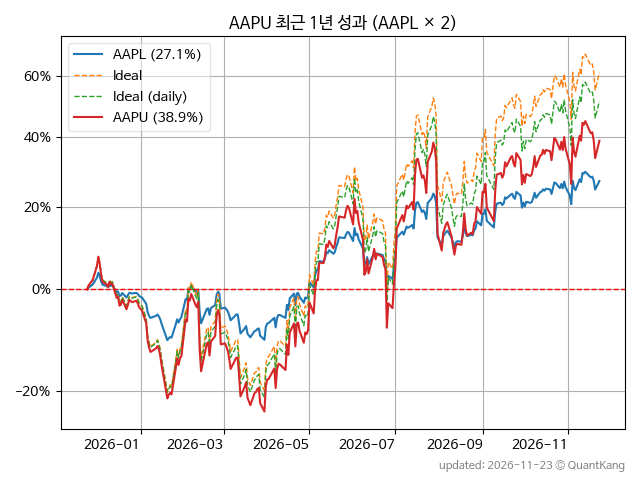 AAPU 최근 1년 성과 (AAPL × 2)
AAPL (27.1%)
Ideal
Ideal (daily)
AAPU (38.9%)
60%
40%
20%
0%
−20%
2026-01 2026-03 2026-05 2026-07 2026-09 2026-11
updated: 2026-11-23 © QuantKang